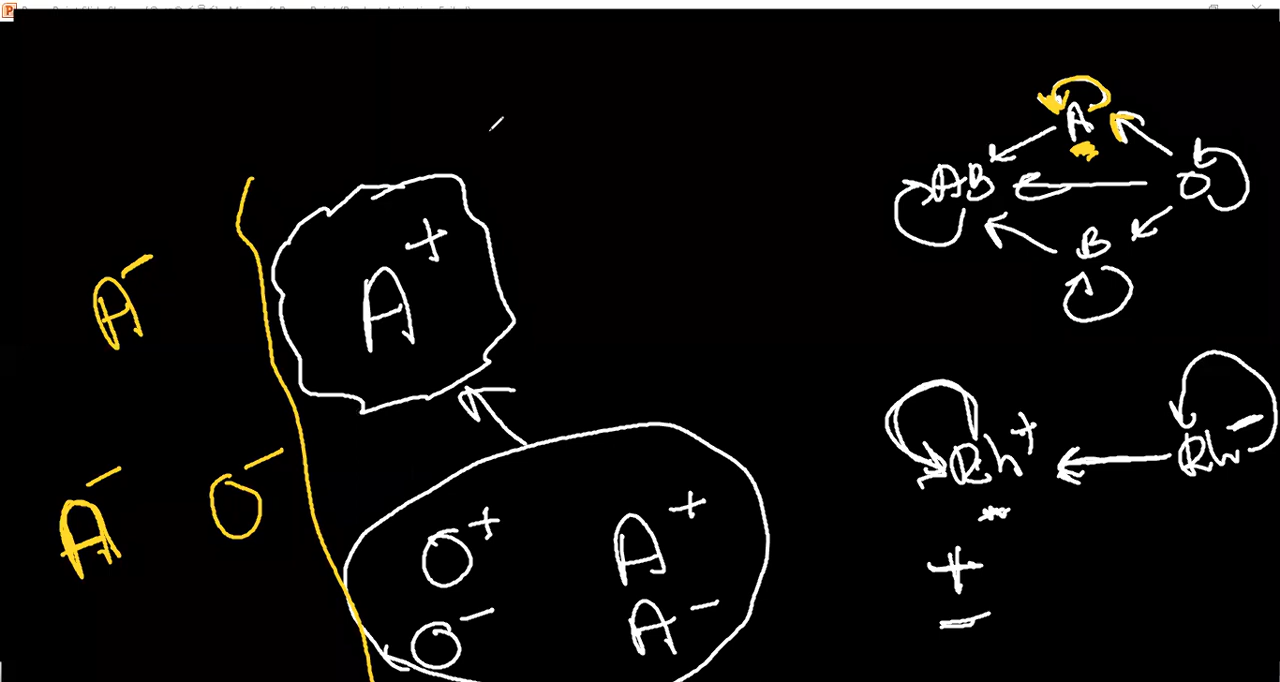 A⁻
A⁻ O⁻
A⁺
O⁺ A⁺
O⁻ A⁻
A
AB O
B
Rh⁺ Rh⁻
+
-